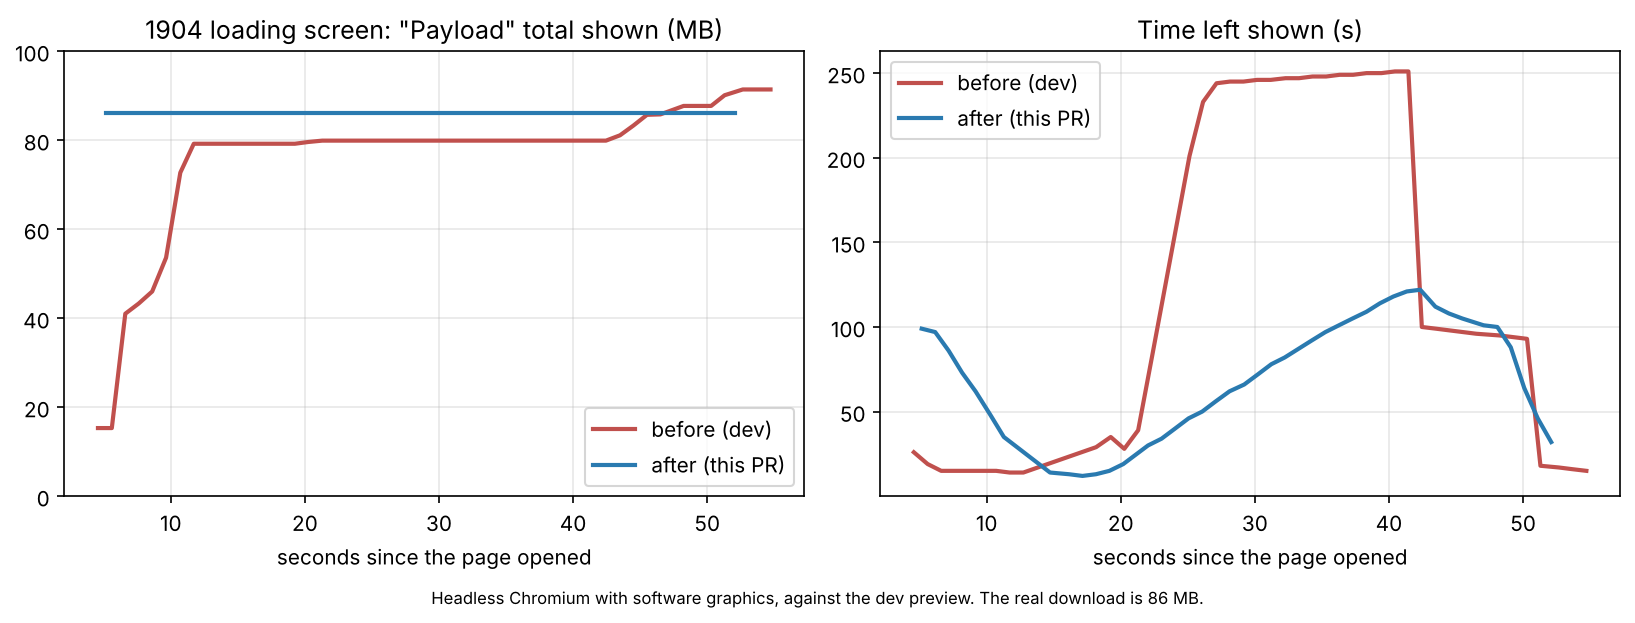 1904 loading screen: "Payload" total shown (MB)
100
80
60
40
20
0
10
20
30
40
50
before (dev)
after (this PR)
seconds since the page opened
Time left shown (s)
250
200
150
100
50
10
20
30
40
50
before (dev)
after (this PR)
seconds since the page opened
Headless Chromium with software graphics, against the dev preview. The real download is 86 MB.